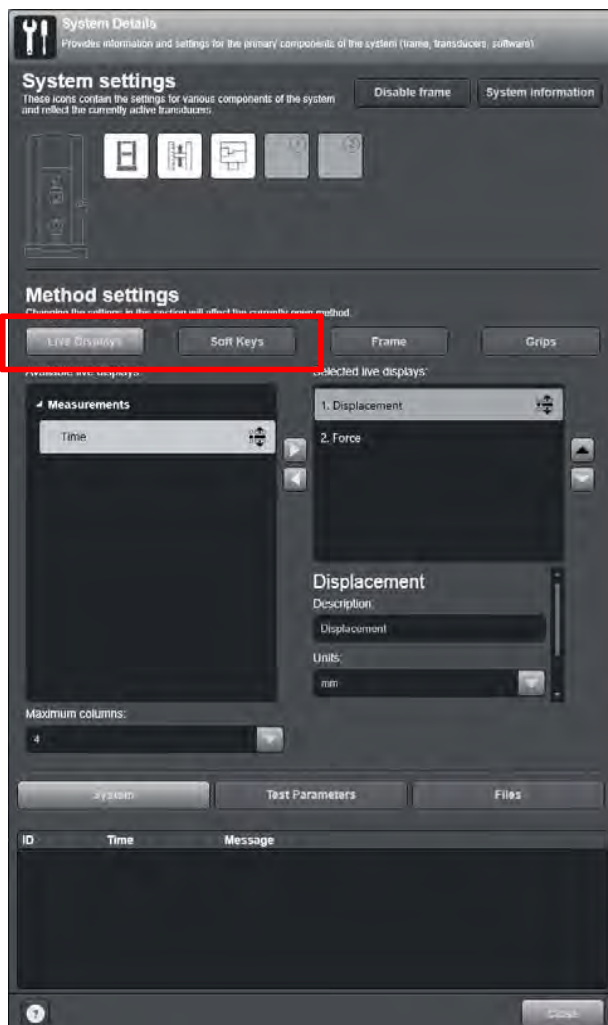 System Details
Provides information and settings for the primary components of the system (frame, transducers, software).
System settings
These icons contain the settings for various components of the system
and reflect the currently active transducers.
Disable frame
System information
Method settings
Changing the settings in this section will affect the currently open method.
Live Displays
Soft Keys
Frame
Grips
Available live displays:
Selected live displays:
Measurements
Time
1. Displacement
2. Force
Displacement
Description:
Displacement
Units:
mm
Maximum columns:
4
System
Test Parameters
Files
ID Time Message
?
Close